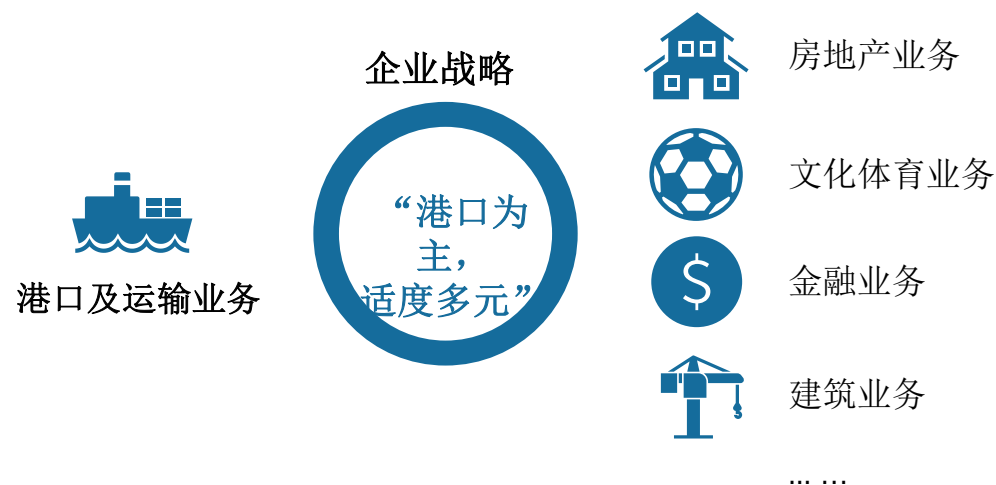 企业战略
“港口为
主，
适度多元”
港口及运输业务
房地产业务
文化体育业务
$
金融业务
建筑业务
... ...